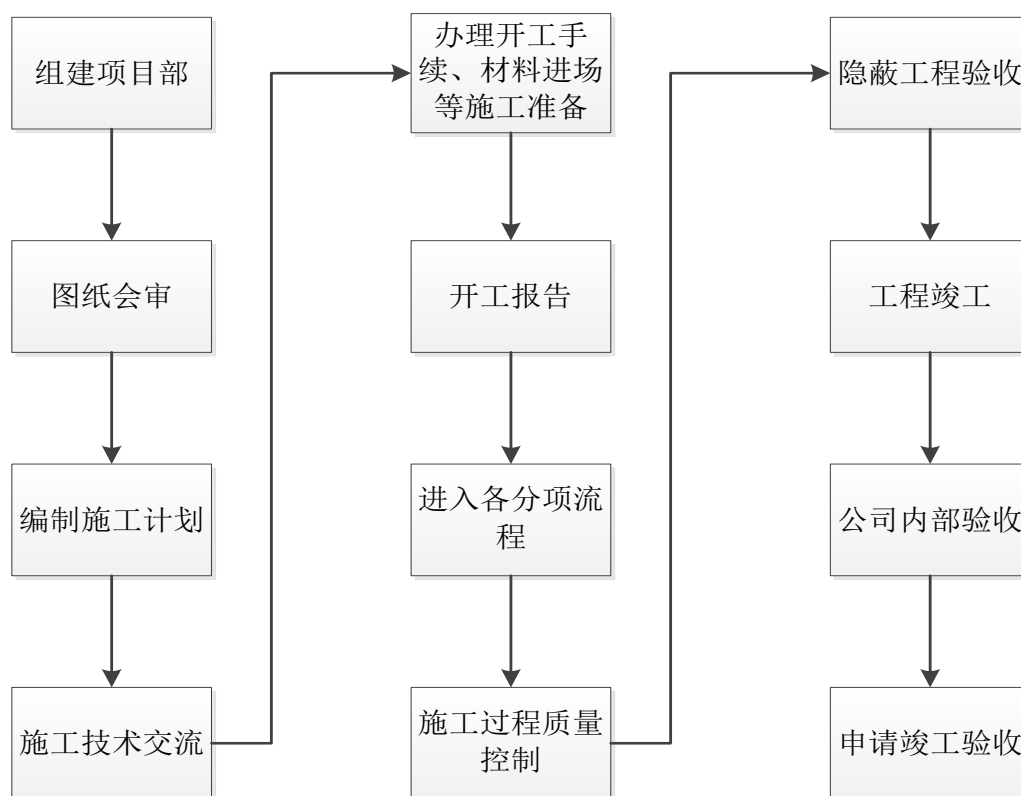 组建项目部
图纸会审
编制施工计划
施工技术交流
办理开工手
续、材料进场
等施工准备
开工报告
进入各分项流
程
施工过程质量
控制
隐蔽工程验收
工程竣工
公司内部验收
申请竣工验收